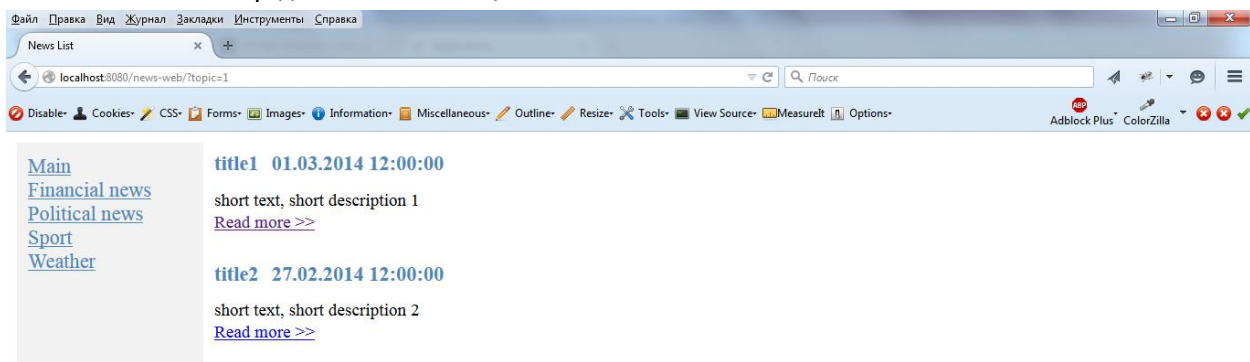 Файл Правка Вид Журнал Закладки Инструменты Справка
News List × +
localhost:8080/news-web/?topic=1
Поиск
Disable Cookies CSS Forms Images Information Miscellaneous Outline Resize Tools View Source MeasureIt Options
ABP
Adblock Plus ColorZilla
Main
Financial news
Political news
Sport
Weather
title1 01.03.2014 12:00:00
short text, short description 1
Read more >>
title2 27.02.2014 12:00:00
short text, short description 2
Read more >>